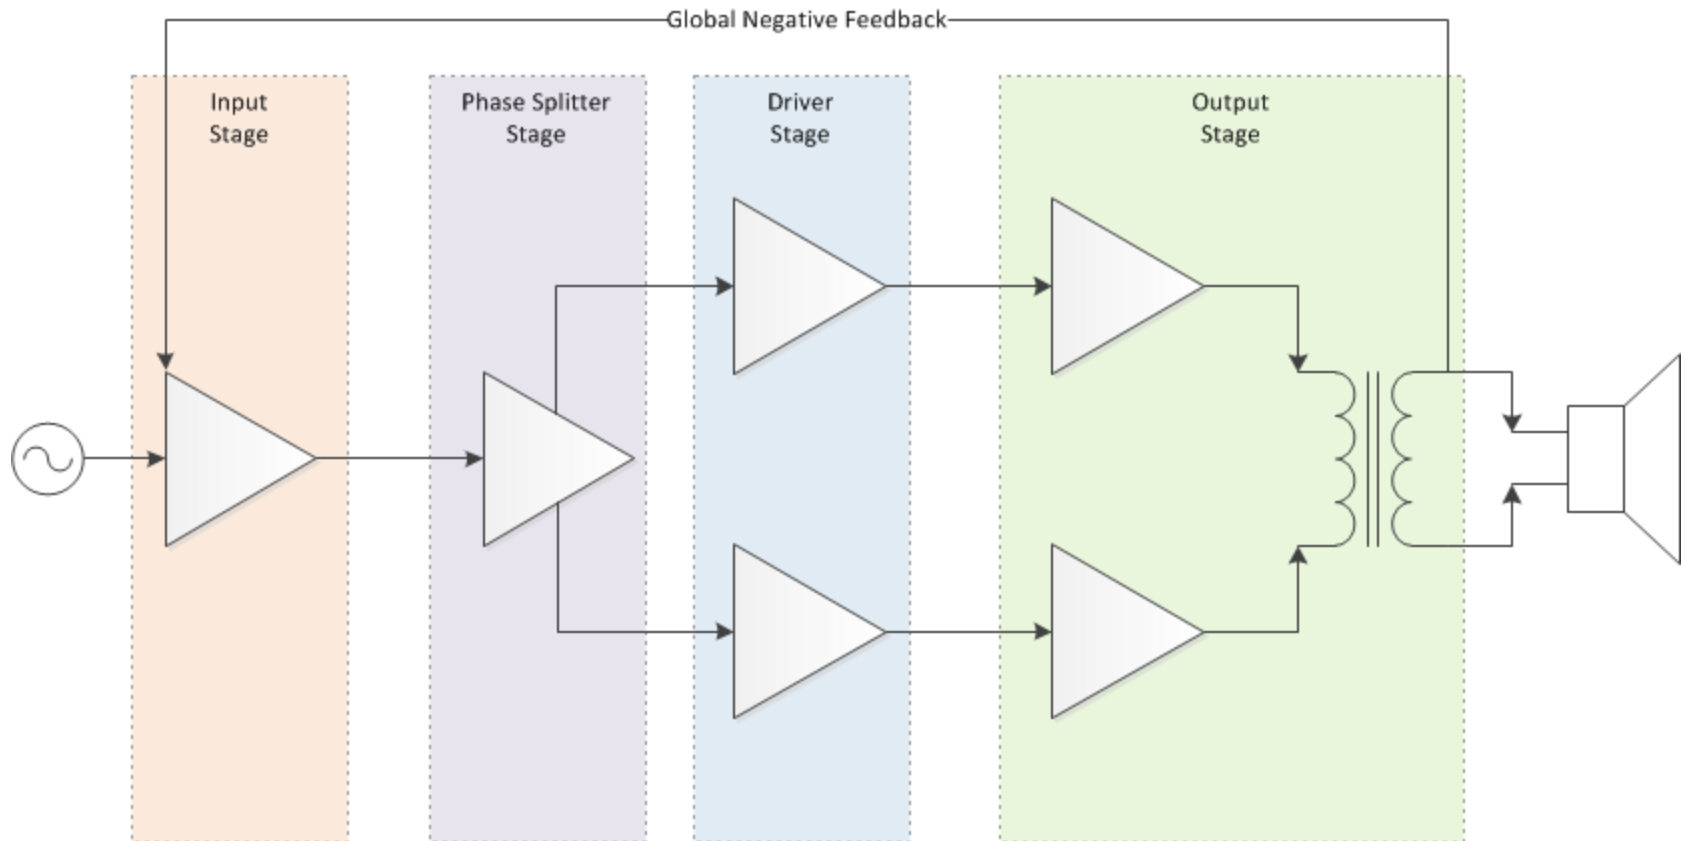 Global Negative Feedback
Input
Stage
Phase Splitter
Stage
Driver
Stage
Output
Stage